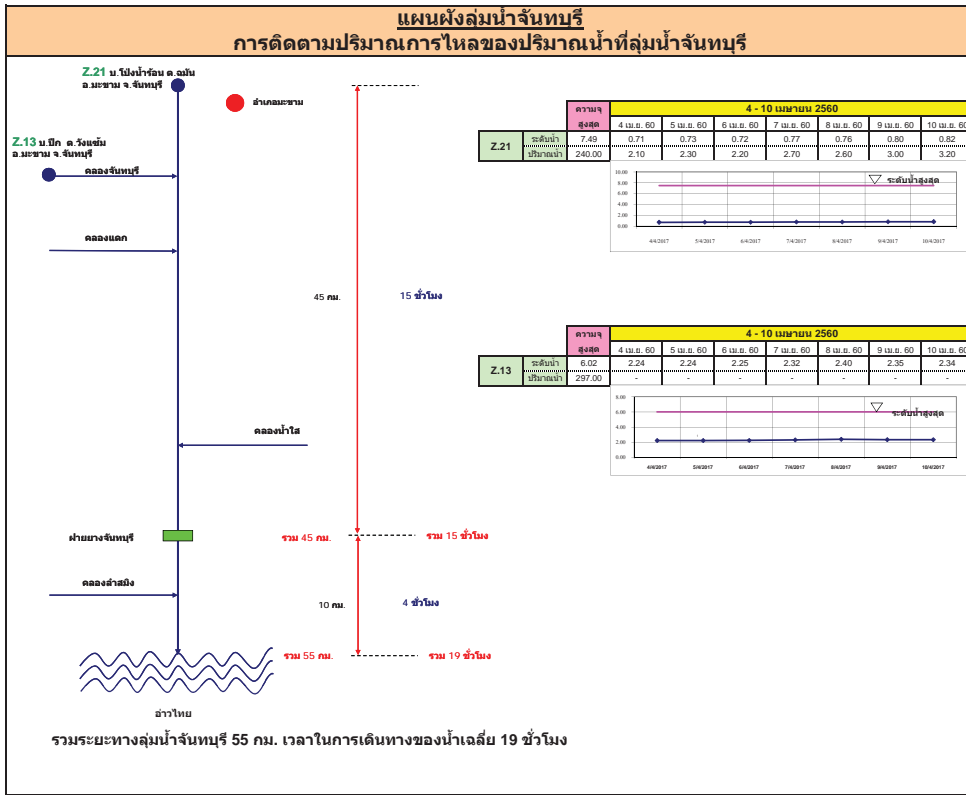 แผนผังลุ่มน้ำจันทบุรี
การติดตามปริมาณการไหลของปริมาณน้ำที่ลุ่มน้ำจันทบุรี
Z.21 บ.โป่งน้ำร้อน ต.ฉมัน
อ.มะขาม จ.จันทบุรี
อำเภอมะขาม
Z.13 บ.ปึก ต.วังแซ้ม
อ.มะขาม จ.จันทบุรี
คลองจันทบุรี
คลองแดก
45 กม. 15 ชั่วโมง
คลองน้ำใส
ฝายยางจันทบุรี รวม 45 กม. รวม 15 ชั่วโมง
คลองลำสมิง
10 กม. 4 ชั่วโมง
รวม 55 กม. รวม 19 ชั่วโมง
อ่าวไทย
รวมระยะทางลุ่มน้ำจันทบุรี 55 กม. เวลาในการเดินทางของน้ำเฉลี่ย 19 ชั่วโมง
ความจุ 4 - 10 เมษายน 2560
สูงสุด 4 เม.ย. 60 5 เม.ย. 60 6 เม.ย. 60 7 เม.ย. 60 8 เม.ย. 60 9 เม.ย. 60 10 เม.ย. 60
Z.21 ระดับน้ำ 7.49 0.71 0.73 0.72 0.77 0.76 0.80 0.82
ปริมาณน้ำ 240.00 2.10 2.30 2.20 2.70 2.60 3.00 3.20
10.00
8.00 ระดับน้ำสูงสุด
6.00
4.00
2.00
0.00
4/4/2017 5/4/2017 6/4/2017 7/4/2017 8/4/2017 9/4/2017 10/4/2017
ความจุ 4 - 10 เมษายน 2560
สูงสุด 4 เม.ย. 60 5 เม.ย. 60 6 เม.ย. 60 7 เม.ย. 60 8 เม.ย. 60 9 เม.ย. 60 10 เม.ย. 60
Z.13 ระดับน้ำ 6.02 2.24 2.24 2.25 2.32 2.40 2.35 2.34
ปริมาณน้ำ 297.00 - - - - - - -
8.00
6.00 ระดับน้ำสูงสุด
4.00
2.00
0.00
4/4/2017 5/4/2017 6/4/2017 7/4/2017 8/4/2017 9/4/2017 10/4/2017